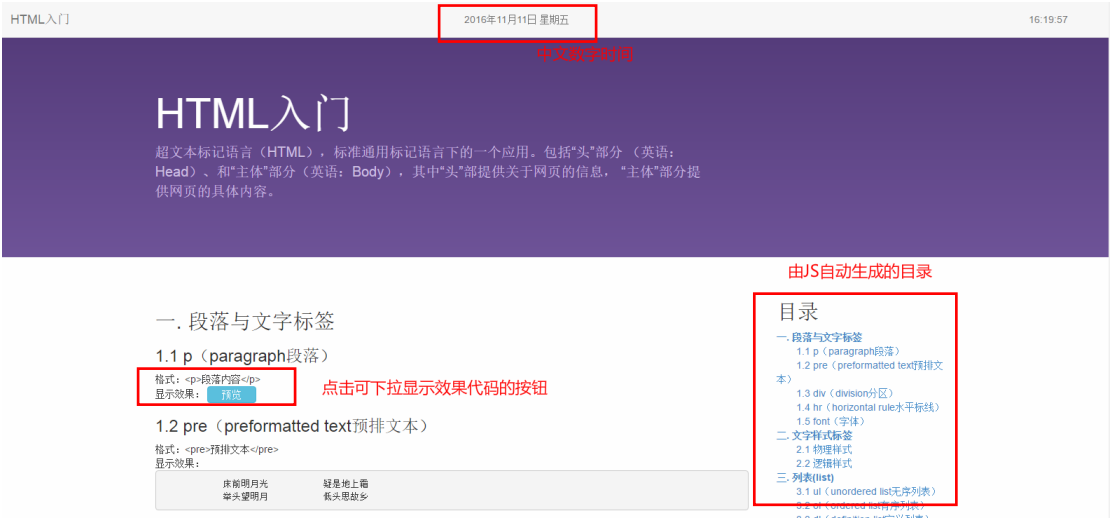 HTML入门
2016年11月11日 星期五
16:19:57
中文数字时间
HTML入门
超文本标记语言（HTML），标准通用标记语言下的一个应用。包括“头”部分 （英语：
Head）、和“主体”部分（英语：Body），其中“头”部提供关于网页的信息， “主体”部分提
供网页的具体内容。
由JS自动生成的目录
一. 段落与文字标签
1.1 p（paragraph段落）
格式：<p>段落内容</p>
显示效果： 预览
点击可下拉显示效果代码的按钮
1.2 pre（preformatted text预排文本）
格式：<pre>预排文本</pre>
显示效果：
床前明月光 疑是地上霜
举头望明月 低头思故乡
目录
一. 段落与文字标签
1.1 p（paragraph段落）
1.2 pre（preformatted text预排文
本）
1.3 div（division分区）
1.4 hr（horizontal rule水平标线）
1.5 font（字体）
二. 文字样式标签
2.1 物理样式
2.2 逻辑样式
三. 列表(list)
3.1 ul（unordered list无序列表）
3.2 ol（ordered list有序列表）